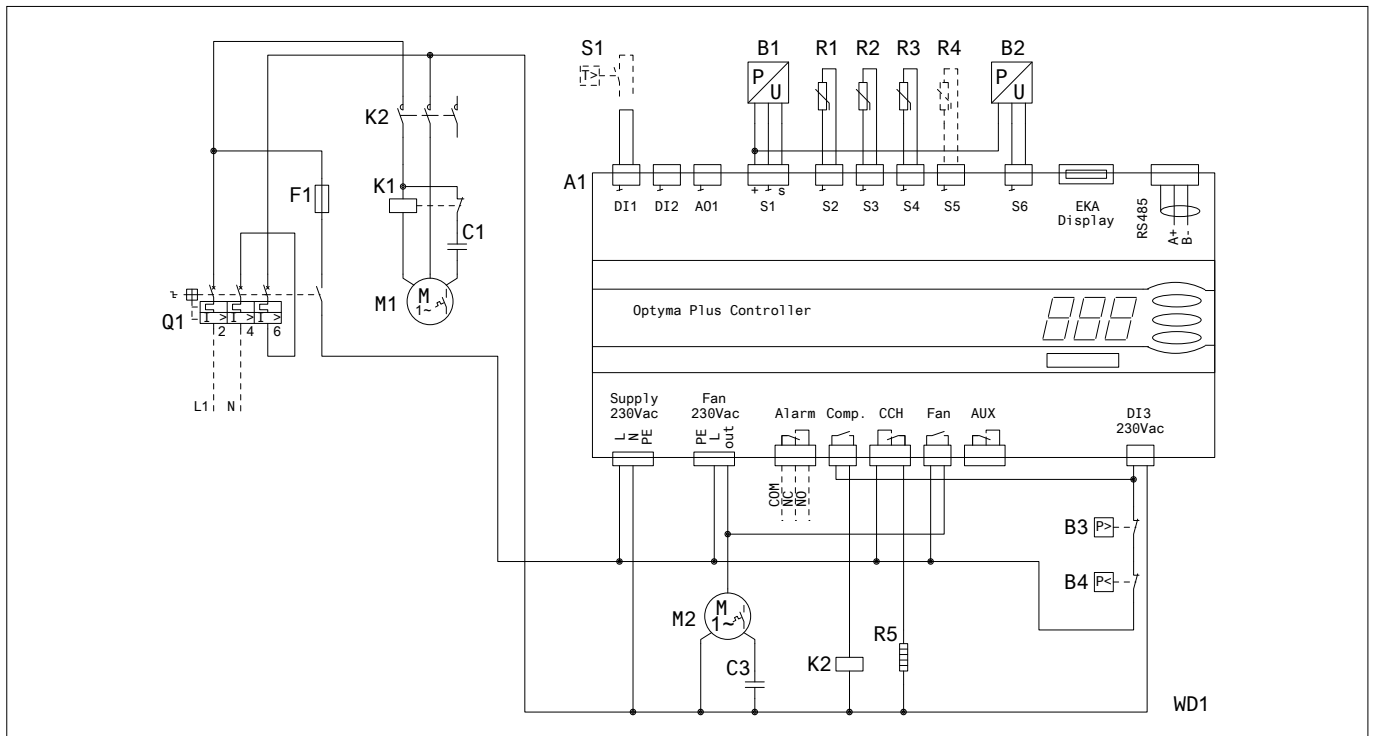 S1 B1 R1 R2 R3 R4 B2
T> P U P U
K2
A1
K1
F1
+ s
DI1 DI2 AO1 S1 S2 S3 S4 S5 S6 EKA Display RS485 A+ B-
C1
M 1~
M1
Optyma Plus Controller
Q1
I > I > I >
2 4 6
L1 N
Supply 230Vac
Fan 230Vac
Alarm Comp. CCH Fan AUX
DI3 230Vac
L N PE
PE L out
COM NC NO
B3 P>
B4 P<
M2
M 1~
R5
C3
K2
WD1